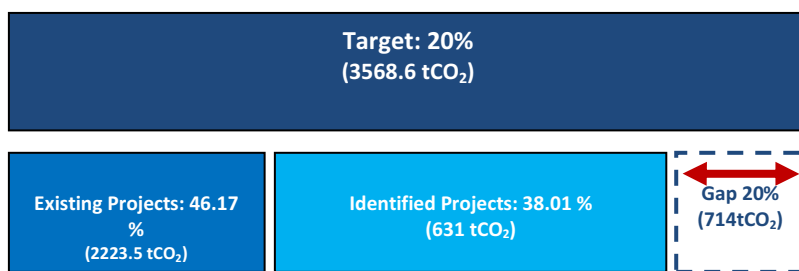 Target: 20%
(3568.6 tCO₂)
Existing Projects: 46.17
%
(2223.5 tCO₂)
Identified Projects: 38.01 %
(631 tCO₂)
Gap 20%
(714tCO₂)